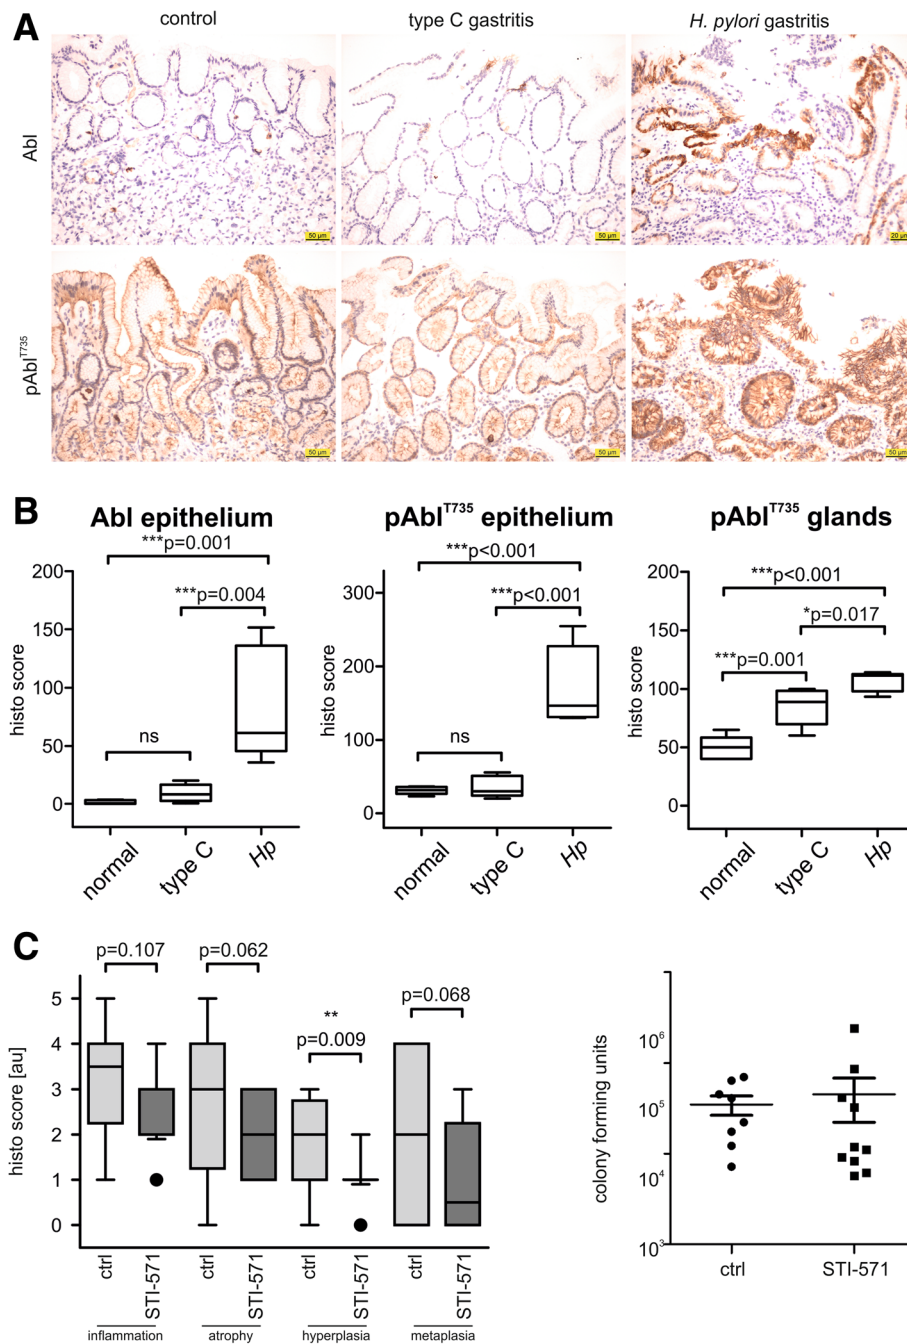 A
control
type C gastritis
H. pylori gastritis
Abl
50 µm
50 µm
20 µm
pAbl^T735
50 µm
50 µm
50 µm
B
Abl epithelium
***p=0.001
***p=0.004
ns
histo score
200
150
100
50
0
normal
type C
Hp
pAbl^T735 epithelium
***p<0.001
***p<0.001
ns
histo score
300
200
100
0
normal
type C
Hp
pAbl^T735 glands
***p<0.001
*p=0.017
***p=0.001
histo score
200
150
100
50
0
normal
type C
Hp
C
p=0.107
p=0.062
**
p=0.009
p=0.068
histo score [au]
5
4
3
2
1
0
ctrl
STI-571
ctrl
STI-571
ctrl
STI-571
ctrl
STI-571
inflammation
atrophy
hyperplasia
metaplasia
colony forming units
10^6
10^5
10^4
10^3
ctrl
STI-571